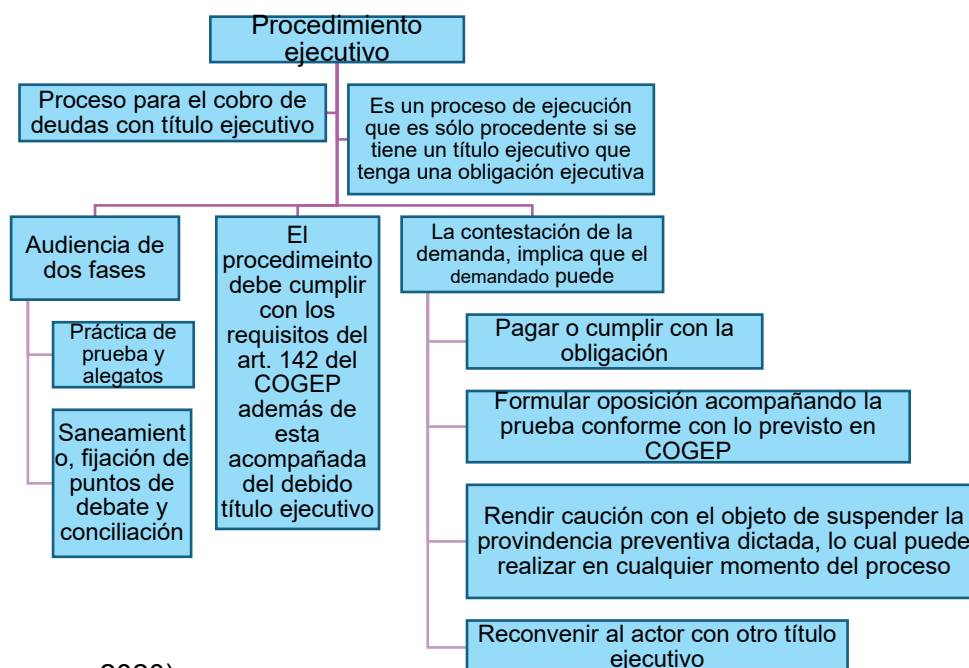 Procedimiento
ejecutivo
Proceso para el cobro de
deudas con título ejecutivo
Es un proceso de ejecución
que es sólo procedente si se
tiene un título ejecutivo que
tenga una obligación ejecutiva
Audiencia de
dos fases
Práctica de
prueba y
alegatos
Saneamient
o, fijación de
puntos de
debate y
conciliación
El
procedimeinto
debe cumplir
con los
requisitos del
art. 142 del
COGEP
además de
esta
acompañada
del debido
título ejecutivo
La contestación de la
demanda, implica que el
demandado puede
Pagar o cumplir con la
obligación
Formular oposición acompañando la
prueba conforme con lo previsto en
COGEP
Rendir caución con el objeto de suspender la
provindencia preventiva dictada, lo cual puede
realizar en cualquier momento del proceso
Reconvenir al actor con otro título
ejecutivo